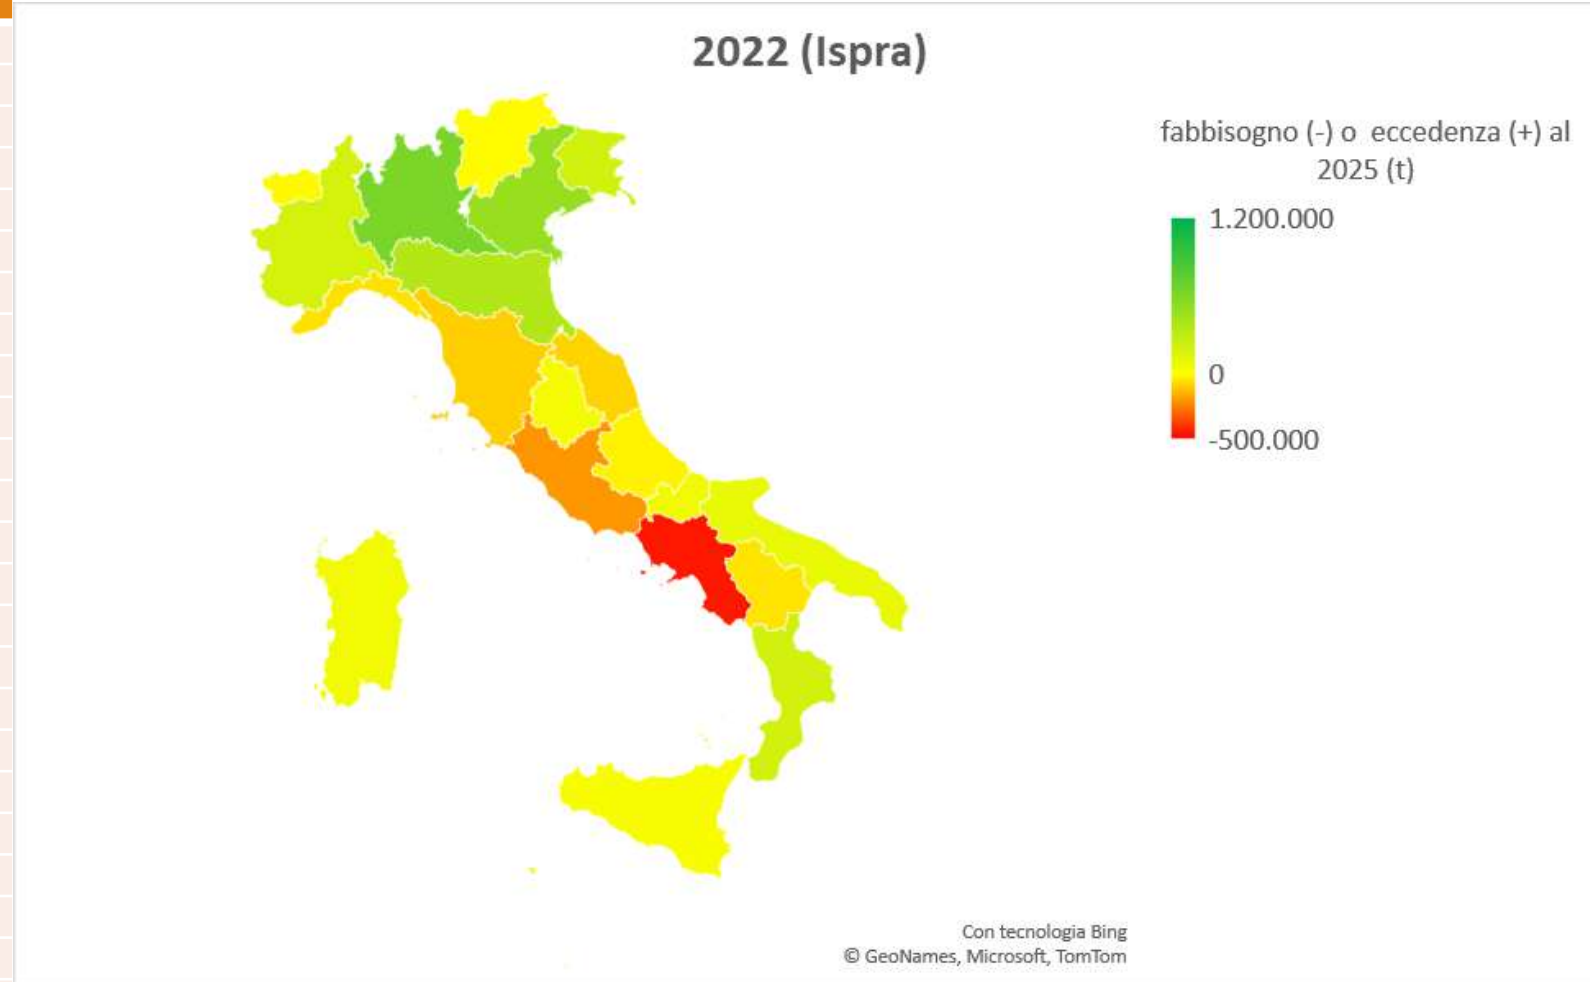 2022 (Ispra)
fabbisogno (-) o eccedenza (+) al
2025 (t)
1.200.000
0
-500.000
Con tecnologia Bing
© GeoNames, Microsoft, TomTom